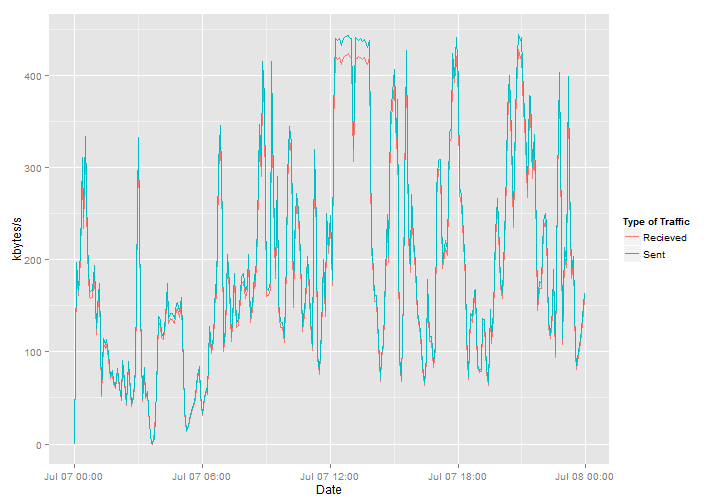 400
300
200
100
0
Kbytes/s
Jul 07 00:00
Jul 07 06:00
Jul 07 12:00
Jul 07 18:00
Jul 08 00:00
Date
Type of Traffic
Recieved
Sent